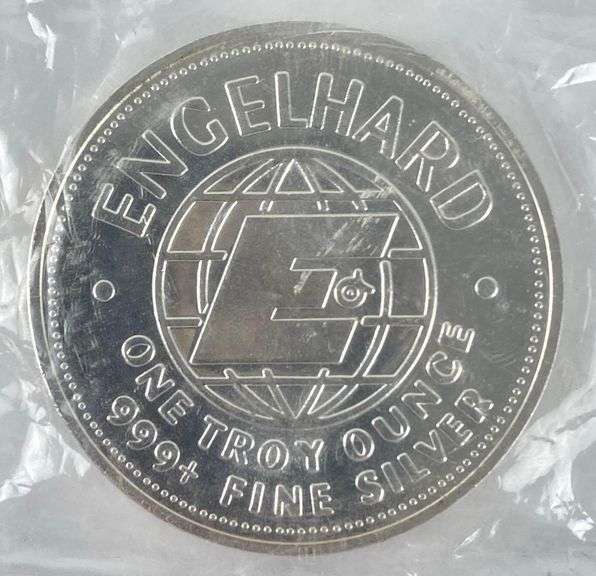 ENGELHARD
E
ONE TROY OUNCE
999+ FINE SILVER